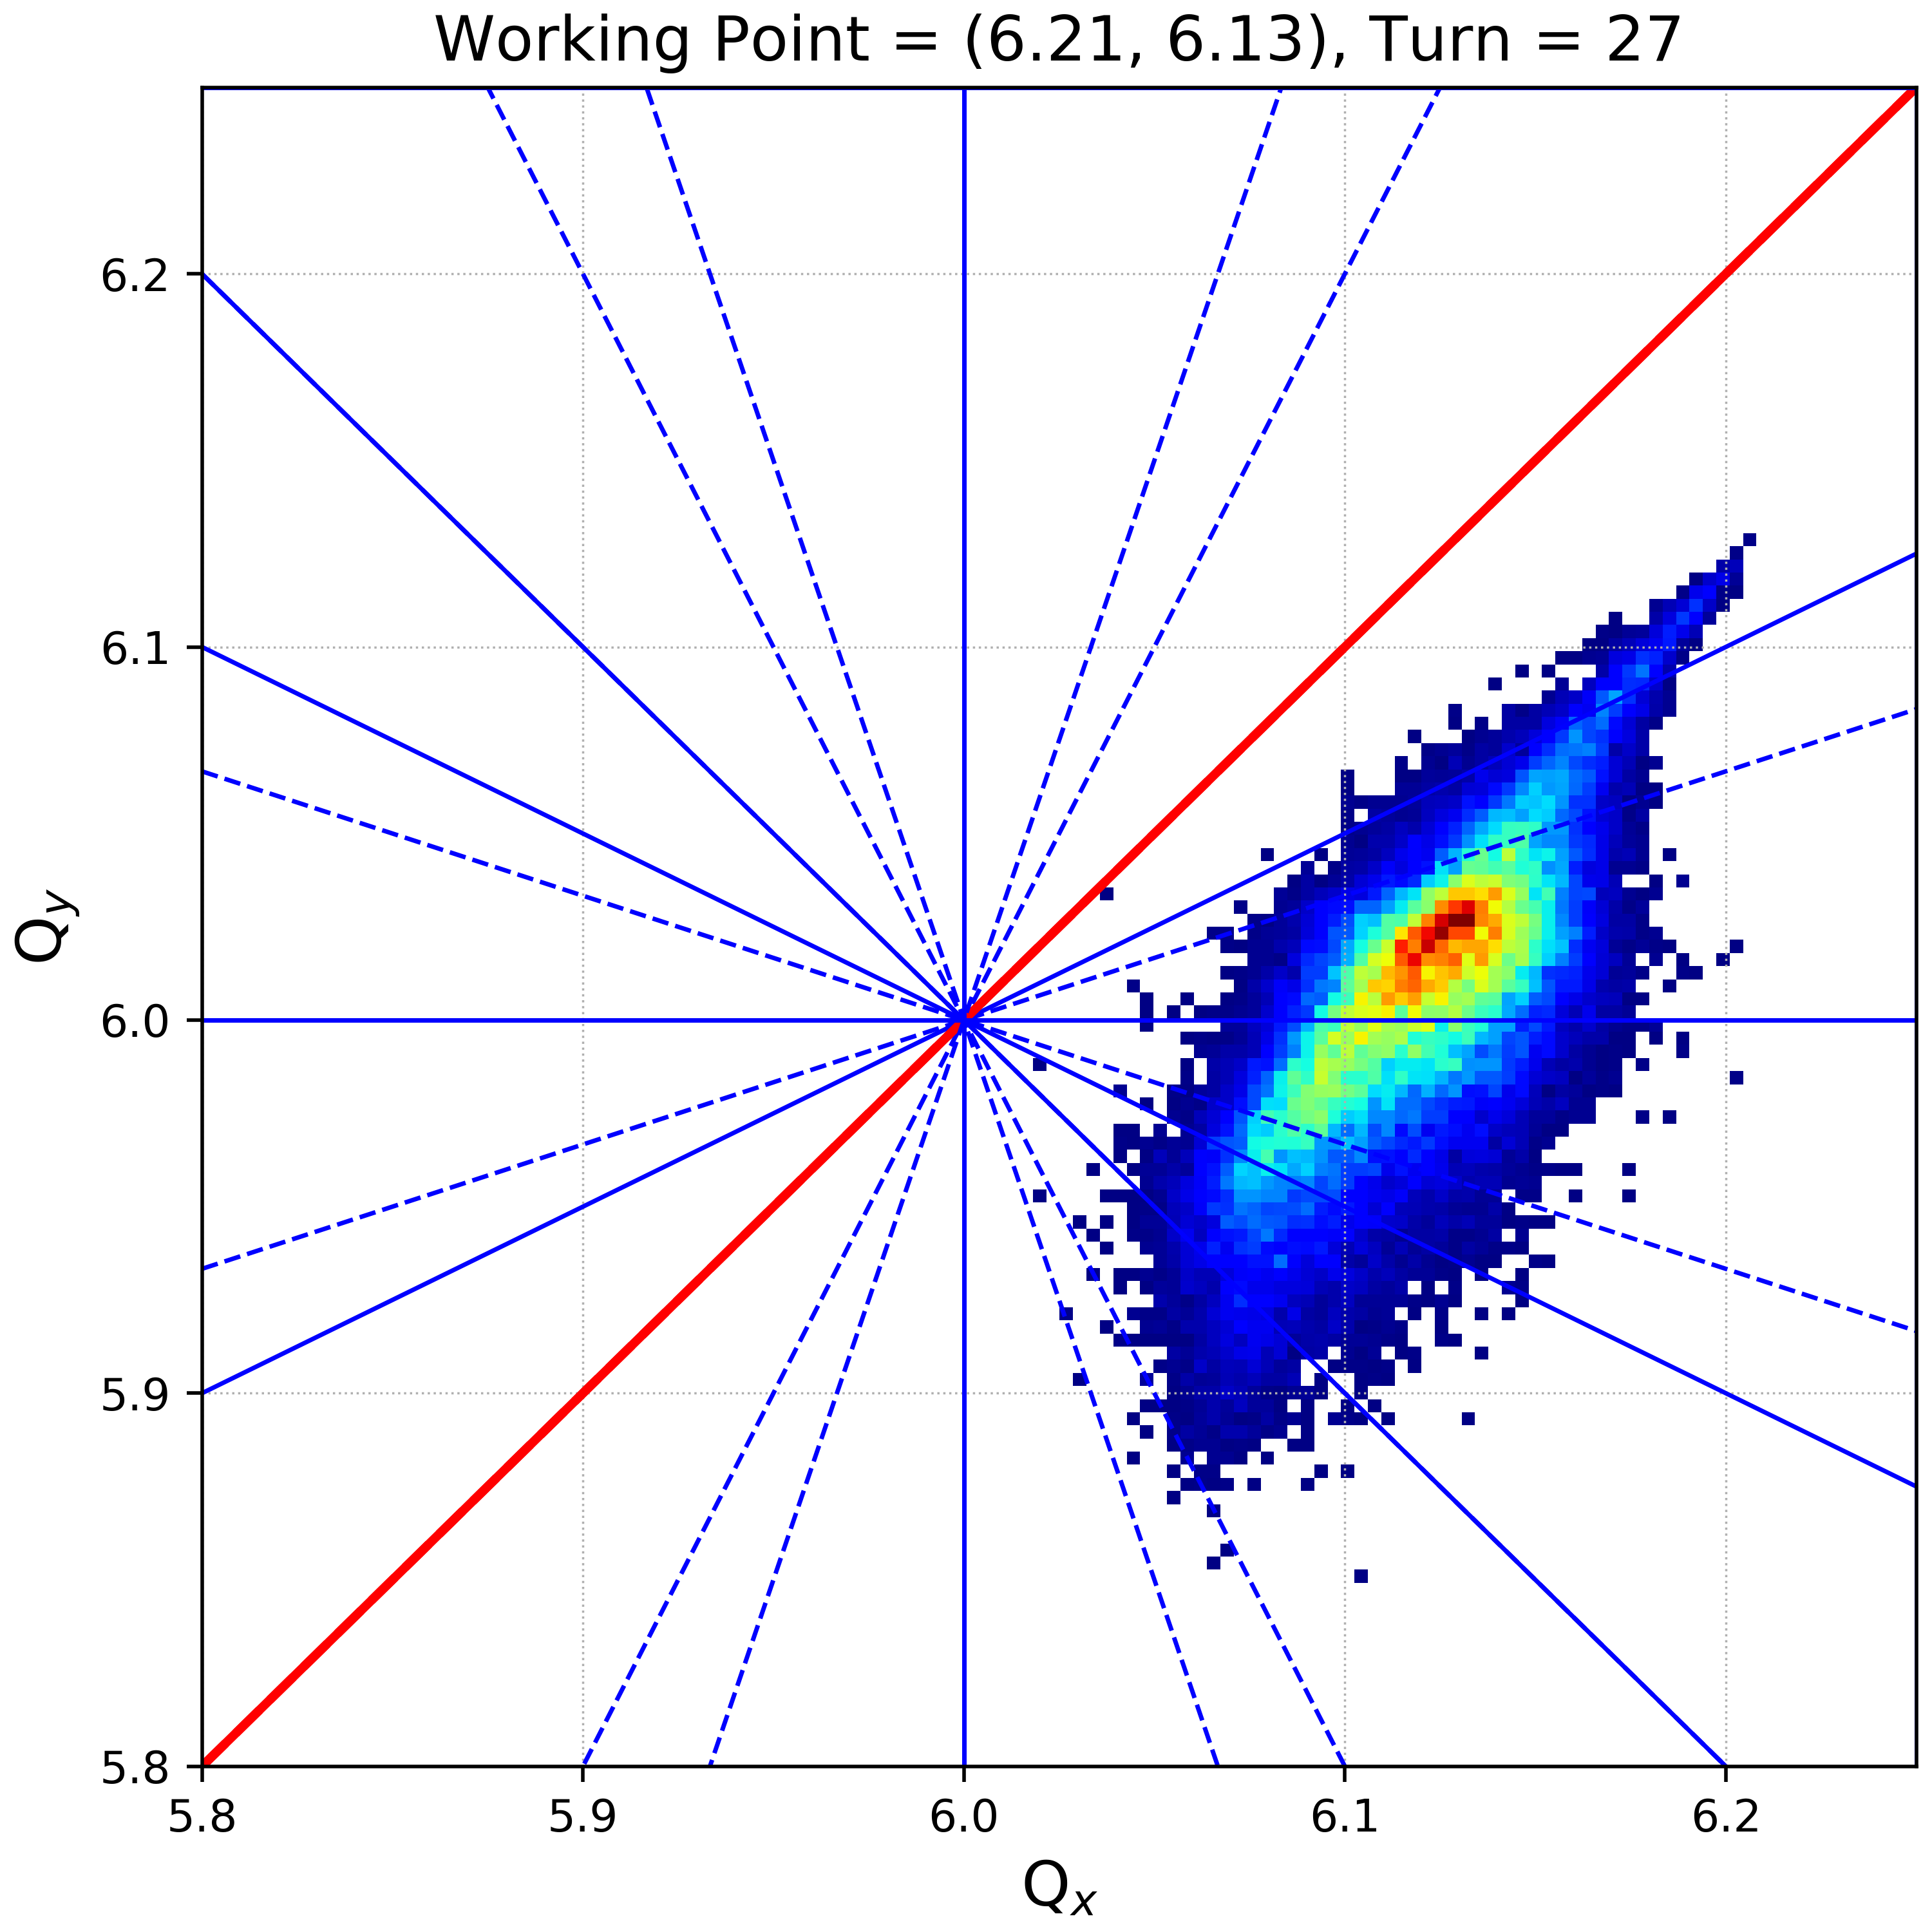 Working Point = (6.21, 6.13), Turn = 27
6.2
6.1
6.0
5.9
5.8
Qy
5.8 5.9 6.0 6.1 6.2
Qx